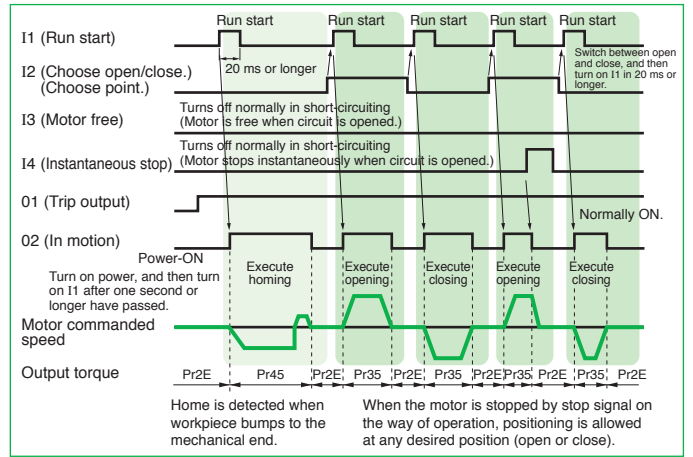 Run start Run start Run start Run start Run start
I1 (Run start)
20 ms or longer
Switch between open
and close, and then
turn on I1 in 20 ms or
longer.
I2 (Choose open/close.)
(Choose point.)
Turns off normally in short-circuiting
(Motor is free when circuit is opened.)
I3 (Motor free)
Turns off normally in short-circuiting
(Motor stops instantaneously when circuit is opened.)
I4 (Instantaneous stop)
01 (Trip output)
Normally ON.
02 (In motion)
Power-ON
Turn on power, and then turn
on I1 after one second or
longer have passed.
Execute
homing
Execute
opening
Execute
closing
Execute
opening
Execute
closing
Motor commanded
speed
Output torque
Pr2E Pr45 Pr2E Pr35 Pr2E Pr35 Pr2E Pr35 Pr2E Pr35 Pr2E
Home is detected when
workpiece bumps to the
mechanical end.
When the motor is stopped by stop signal on
the way of operation, positioning is allowed
at any desired position (open or close).